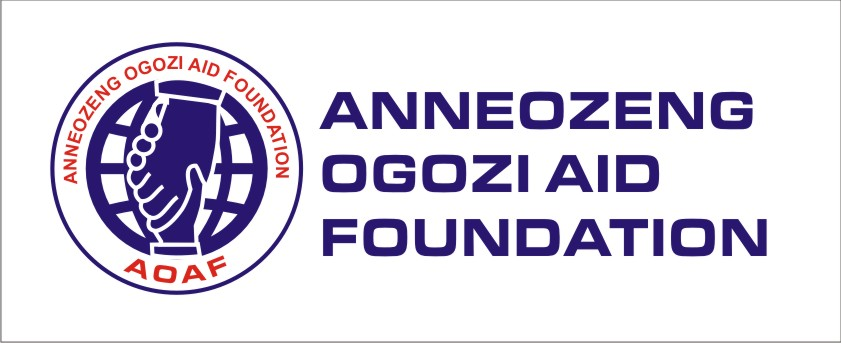 ANNEOZENG OGOZI AID FOUNDATION
AOAF
ANNEOZENG
OGOZI AID
FOUNDATION